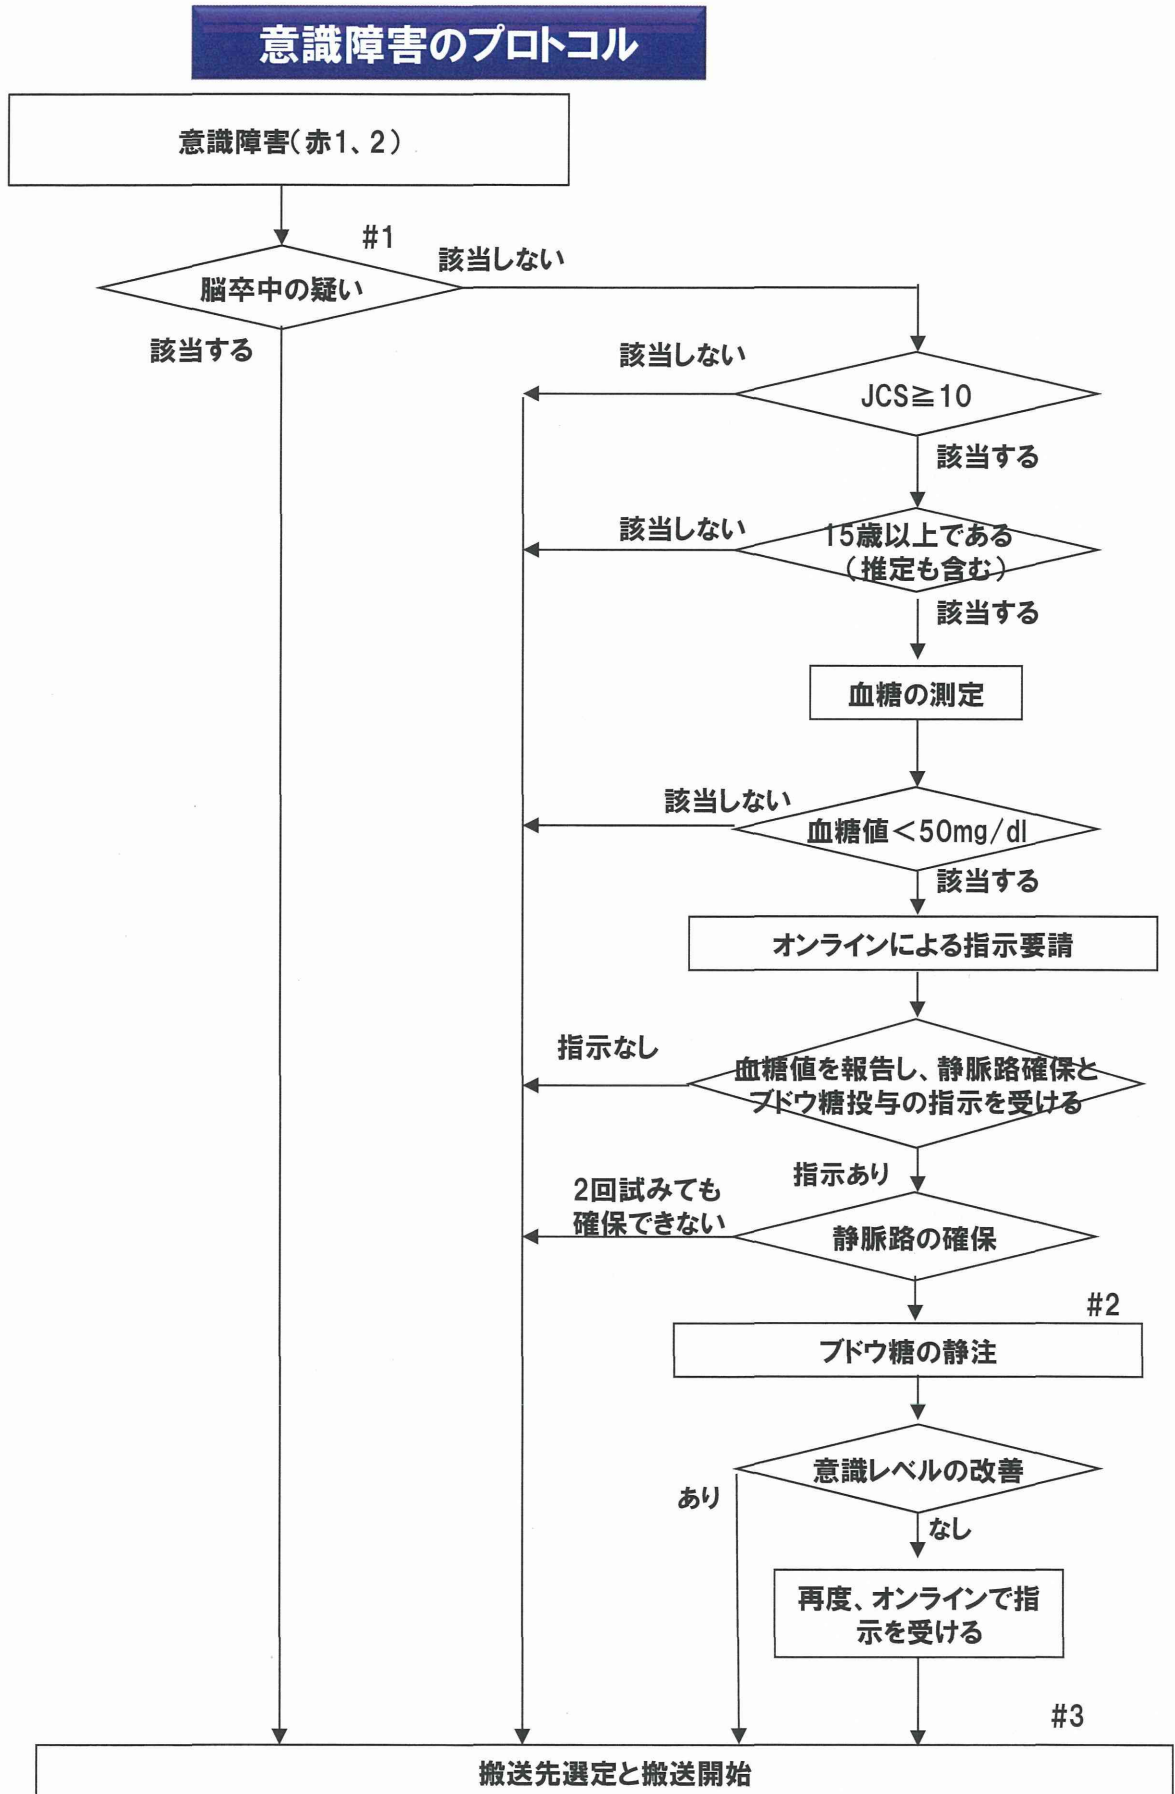 意識障害のプロトコル
意識障害（赤1、2）
#1
脳卒中の疑い
該当しない
該当する
該当しない
JCS≧10
該当する
該当しない
15歳以上である
（推定も含む）
該当する
血糖の測定
該当しない
血糖値＜50mg/dl
該当する
オンラインによる指示要請
指示なし
血糖値を報告し、静脈路確保と
ブドウ糖投与の指示を受ける
指示あり
2回試みても
確保できない
静脈路の確保
#2
ブドウ糖の静注
意識レベルの改善
あり
なし
再度、オンラインで指
示を受ける
#3
搬送先選定と搬送開始